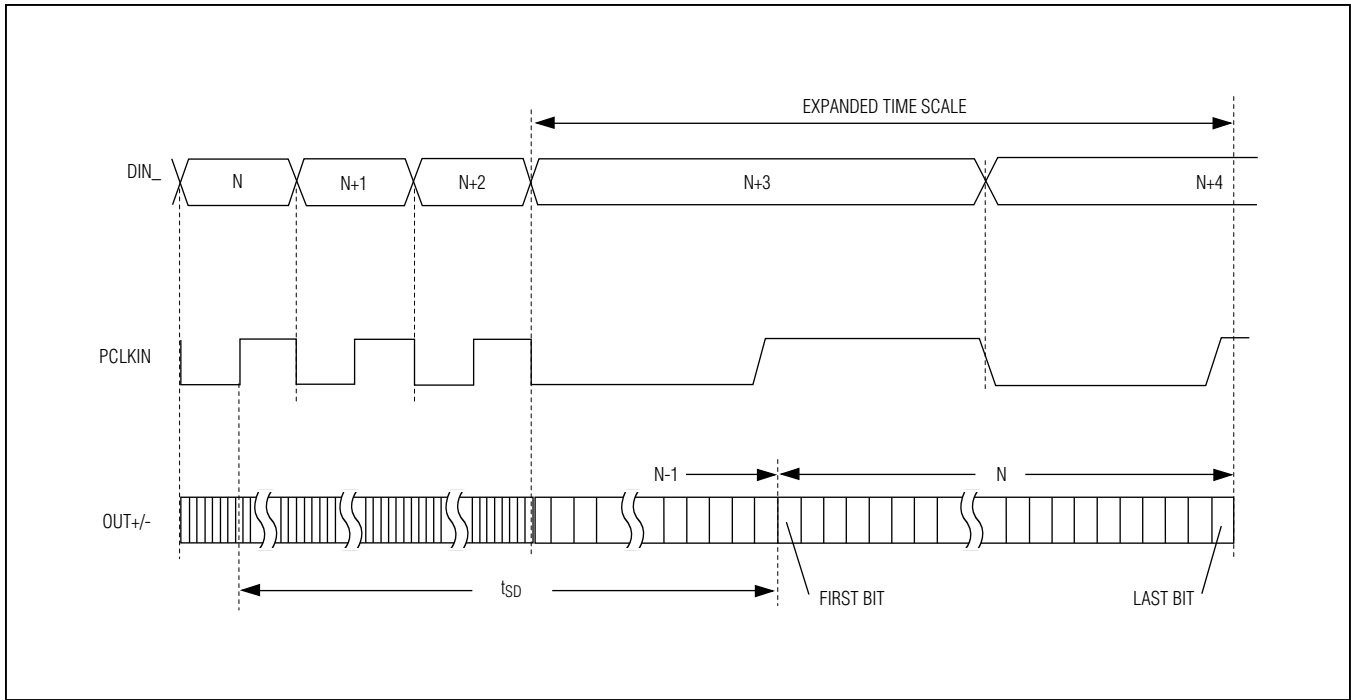 EXPANDED TIME SCALE
DIN_
N
N+1
N+2
N+3
N+4
PCLKIN
N-1
N
OUT+/-
tSD
FIRST BIT
LAST BIT